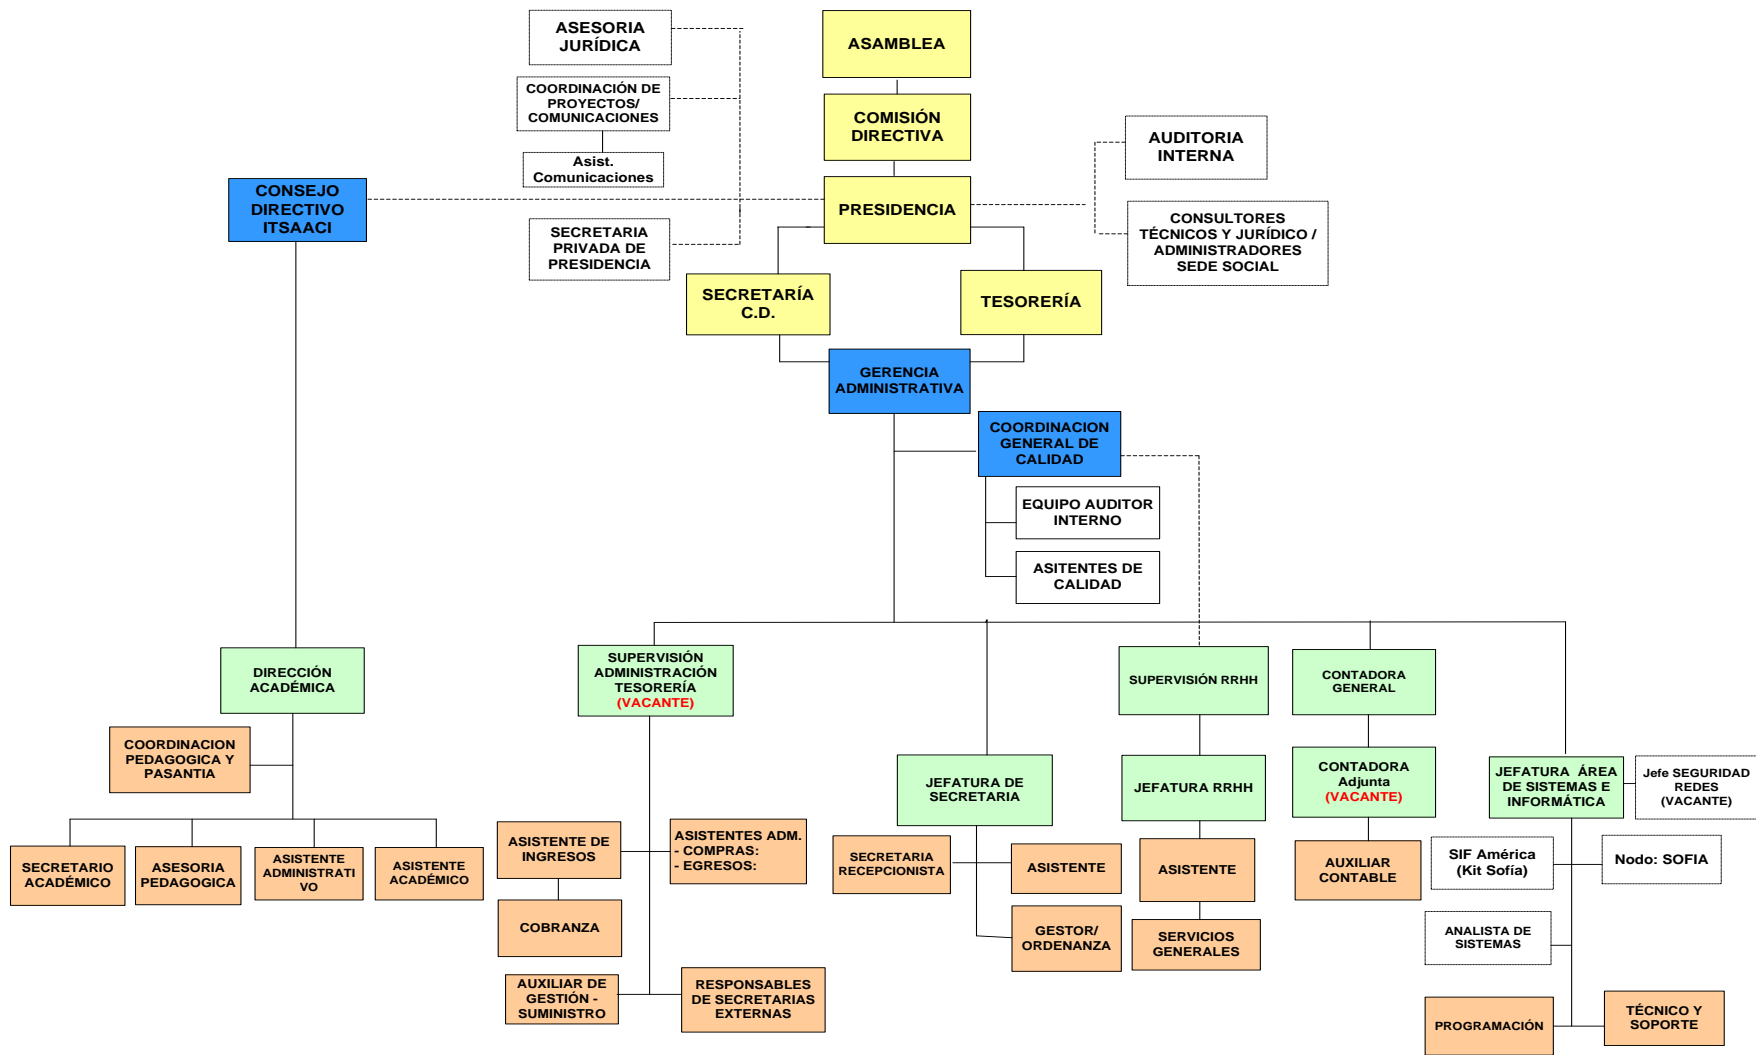 ASESORIA
JURÍDICA
ASAMBLEA
COORDINACIÓN DE
PROYECTOS/
COMUNICACIONES
COMISIÓN
DIRECTIVA
AUDITORIA
INTERNA
Asist.
Comunicaciones
CONSEJO
DIRECTIVO
ITSAACI
PRESIDENCIA
SECRETARIA
PRIVADA DE
PRESIDENCIA
CONSULTORES
TÉCNICOS Y JURÍDICO /
ADMINISTRADORES
SEDE SOCIAL
SECRETARÍA
C.D.
TESORERÍA
GERENCIA
ADMINISTRATIVA
COORDINACION
GENERAL DE
CALIDAD
EQUIPO AUDITOR
INTERNO
ASITENTES DE
CALIDAD
DIRECCIÓN
ACADÉMICA
SUPERVISIÓN
ADMINISTRACIÓN
TESORERÍA
(VACANTE)
SUPERVISIÓN RRHH
CONTADORA
GENERAL
COORDINACION
PEDAGOGICA Y
PASANTIA
JEFATURA DE
SECRETARIA
JEFATURA RRHH
CONTADORA
Adjunta
(VACANTE)
JEFATURA ÁREA
DE SISTEMAS E
INFORMÁTICA
Jefe SEGURIDAD
REDES
(VACANTE)
SECRETARIO
ACADÉMICO
ASESORIA
PEDAGOGICA
ASISTENTE
ADMINISTRATI
VO
ASISTENTE
ACADÉMICO
ASISTENTE DE
INGRESOS
ASISTENTES ADM.
- COMPRAS:
- EGRESOS:
SECRETARIA
RECEPCIONISTA
ASISTENTE
ASISTENTE
AUXILIAR
CONTABLE
SIF América
(Kit Sofía)
Nodo: SOFIA
COBRANZA
GESTOR/
ORDENANZA
SERVICIOS
GENERALES
ANALISTA DE
SISTEMAS
AUXILIAR DE
GESTIÓN -
SUMINISTRO
RESPONSABLES
DE SECRETARIAS
EXTERNAS
PROGRAMACIÓN
TÉCNICO Y
SOPORTE